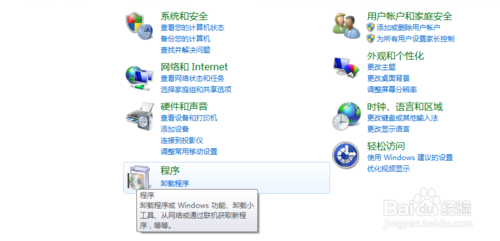 系统和安全
查看您的计算机状态
备份您的计算机
查找并解决问题
网络和 Internet
查看网络状态和任务
选择家庭组和共享选项
硬件和声音
查看设备和打印机
添加设备
连接到投影仪
调整常用移动设置
程序
卸载程序
程序
卸载程序或 Windows 功能、卸载小
工具、从网络或通过联机获取新程
序，等等。
用户帐户和家庭安全
添加或删除用户帐户
为所有用户设置家长控制
外观和个性化
更改主题
更改桌面背景
调整屏幕分辨率
时钟、语言和区域
更改键盘或其他输入法
更改显示语言
轻松访问
使用 Windows 建议的设置
优化视频显示
Baidu 经验